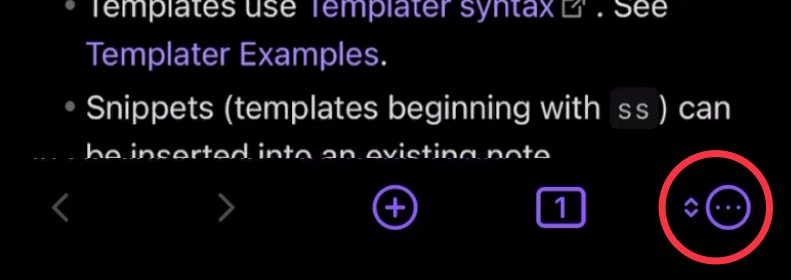 Templates use Templater syntax . See
Templater Examples.
Snippets (templates beginning with ss) can
be inserted into an existing note
1